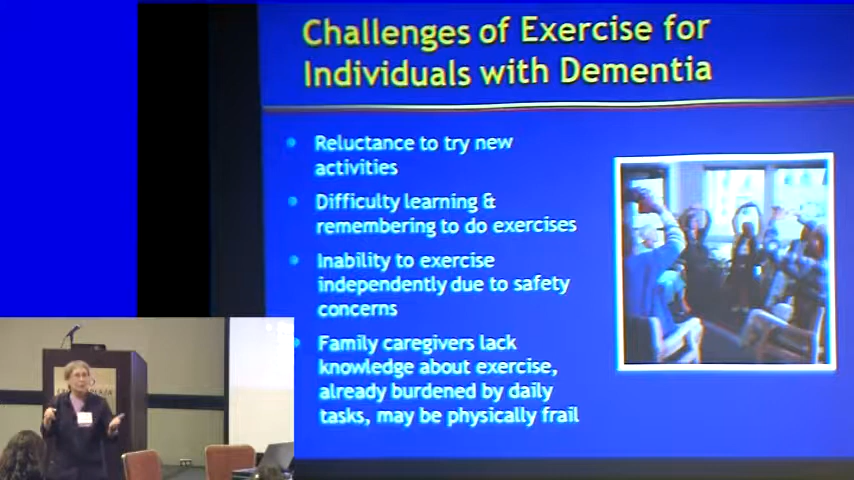 Challenges of Exercise for
Individuals with Dementia
Reluctance to try new
activities
Difficulty learning &
remembering to do exercises
Inability to exercise
independently due to safety
concerns
Family caregivers lack
knowledge about exercise,
already burdened by daily
tasks, may be physically frail